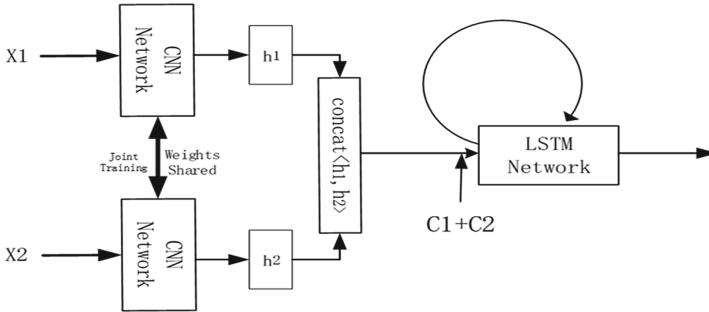 X1
CNN
Network
h1
Joint
Training
Weights
Shared
concat<h1,h2>
LSTM
Network
C1+C2
X2
CNN
Network
h2